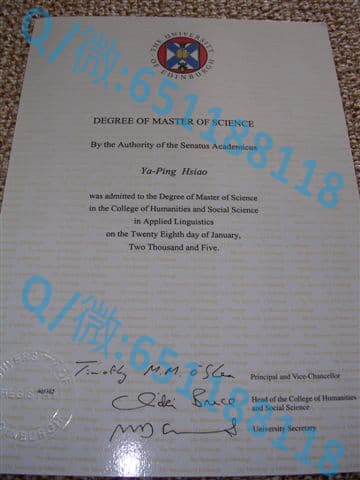 THE UNIVERSITY OF EDINBURGH
DEGREE OF MASTER OF SCIENCE
By the Authority of the Senatus Academicus
Ya-Ping Hsiao
was admitted to the Degree of Master of Science
in the College of Humanities and Social Science
in Applied Linguistics
on the Twenty Eighth day of January,
Two Thousand and Five.
Timothy M.M. O'Shea
Principal and Vice-Chancellor
Bruce
Head of the College of Humanities
and Social Science
University Secretary
Q/微:651188118
Q/微:651188118